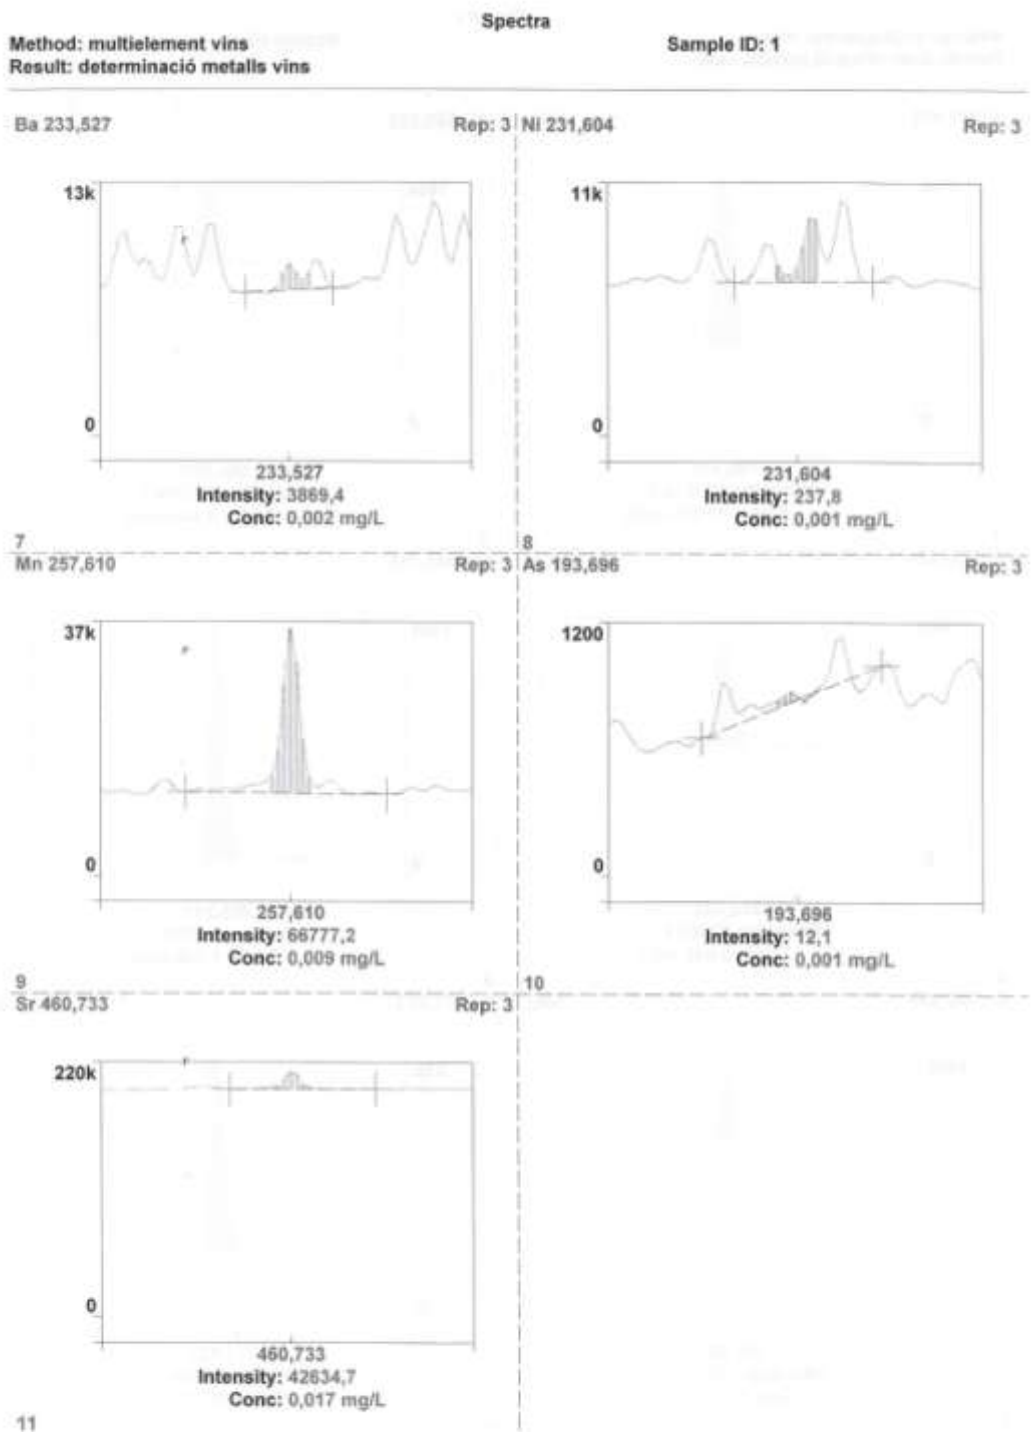 Spectra
Method: multielement vins
Sample ID: 1
Result: determinació metalls vins
Ba 233,527 Rep: 3
13k
0
233,527
Intensity: 3869,4
Conc: 0,002 mg/L
7
Ni 231,604 Rep: 3
11k
0
231,604
Intensity: 237,8
Conc: 0,001 mg/L
8
Mn 257,610 Rep: 3
37k
0
257,610
Intensity: 66777,2
Conc: 0,009 mg/L
9
As 193,696 Rep: 3
1200
0
193,696
Intensity: 12,1
Conc: 0,001 mg/L
10
Sr 460,733 Rep: 3
220k
0
460,733
Intensity: 42634,7
Conc: 0,017 mg/L
11